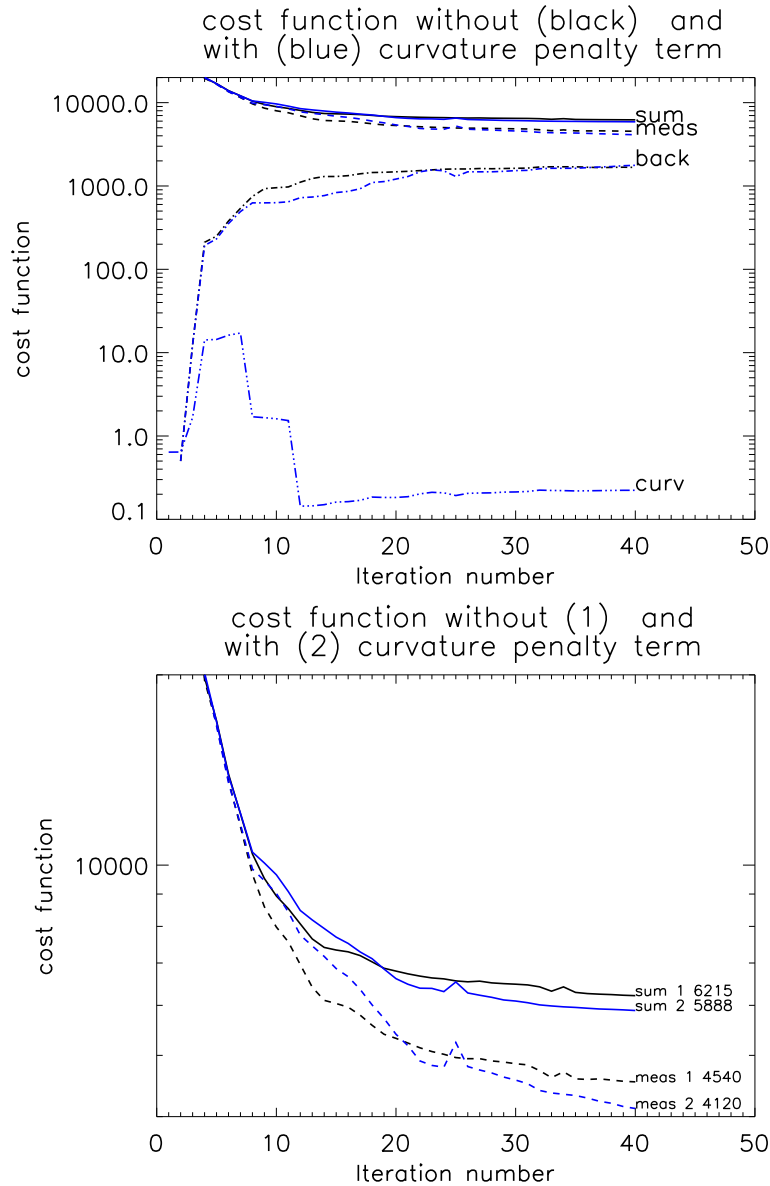 cost function without (black) and
with (blue) curvature penalty term
10000.0
1000.0
100.0
10.0
1.0
0.1
cost function
sum
meas
back
curv
0 10 20 30 40 50
Iteration number
cost function without (1) and
with (2) curvature penalty term
10000
cost function
sum 1 6215
sum 2 5888
meas 1 4540
meas 2 4120
0 10 20 30 40 50
Iteration number